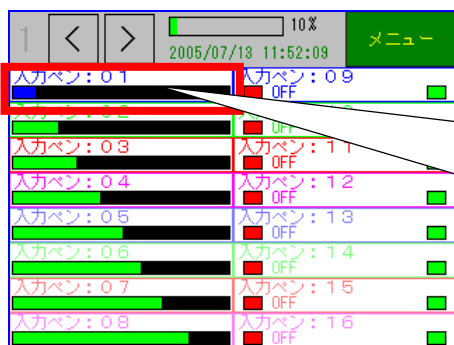 1 < > 10% メニュー
2005/07/13 11:52:09
入力ペン:01 入力ペン:09
OFF
入力ペン:03 入力ペン:11
入力ペン:04 入力ペン:12
OFF
入力ペン:05 入力ペン:13
OFF
入力ペン:06 入力ペン:14
OFF
入力ペン:07 入力ペン:15
OFF
入力ペン:08 入力ペン:16
OFF